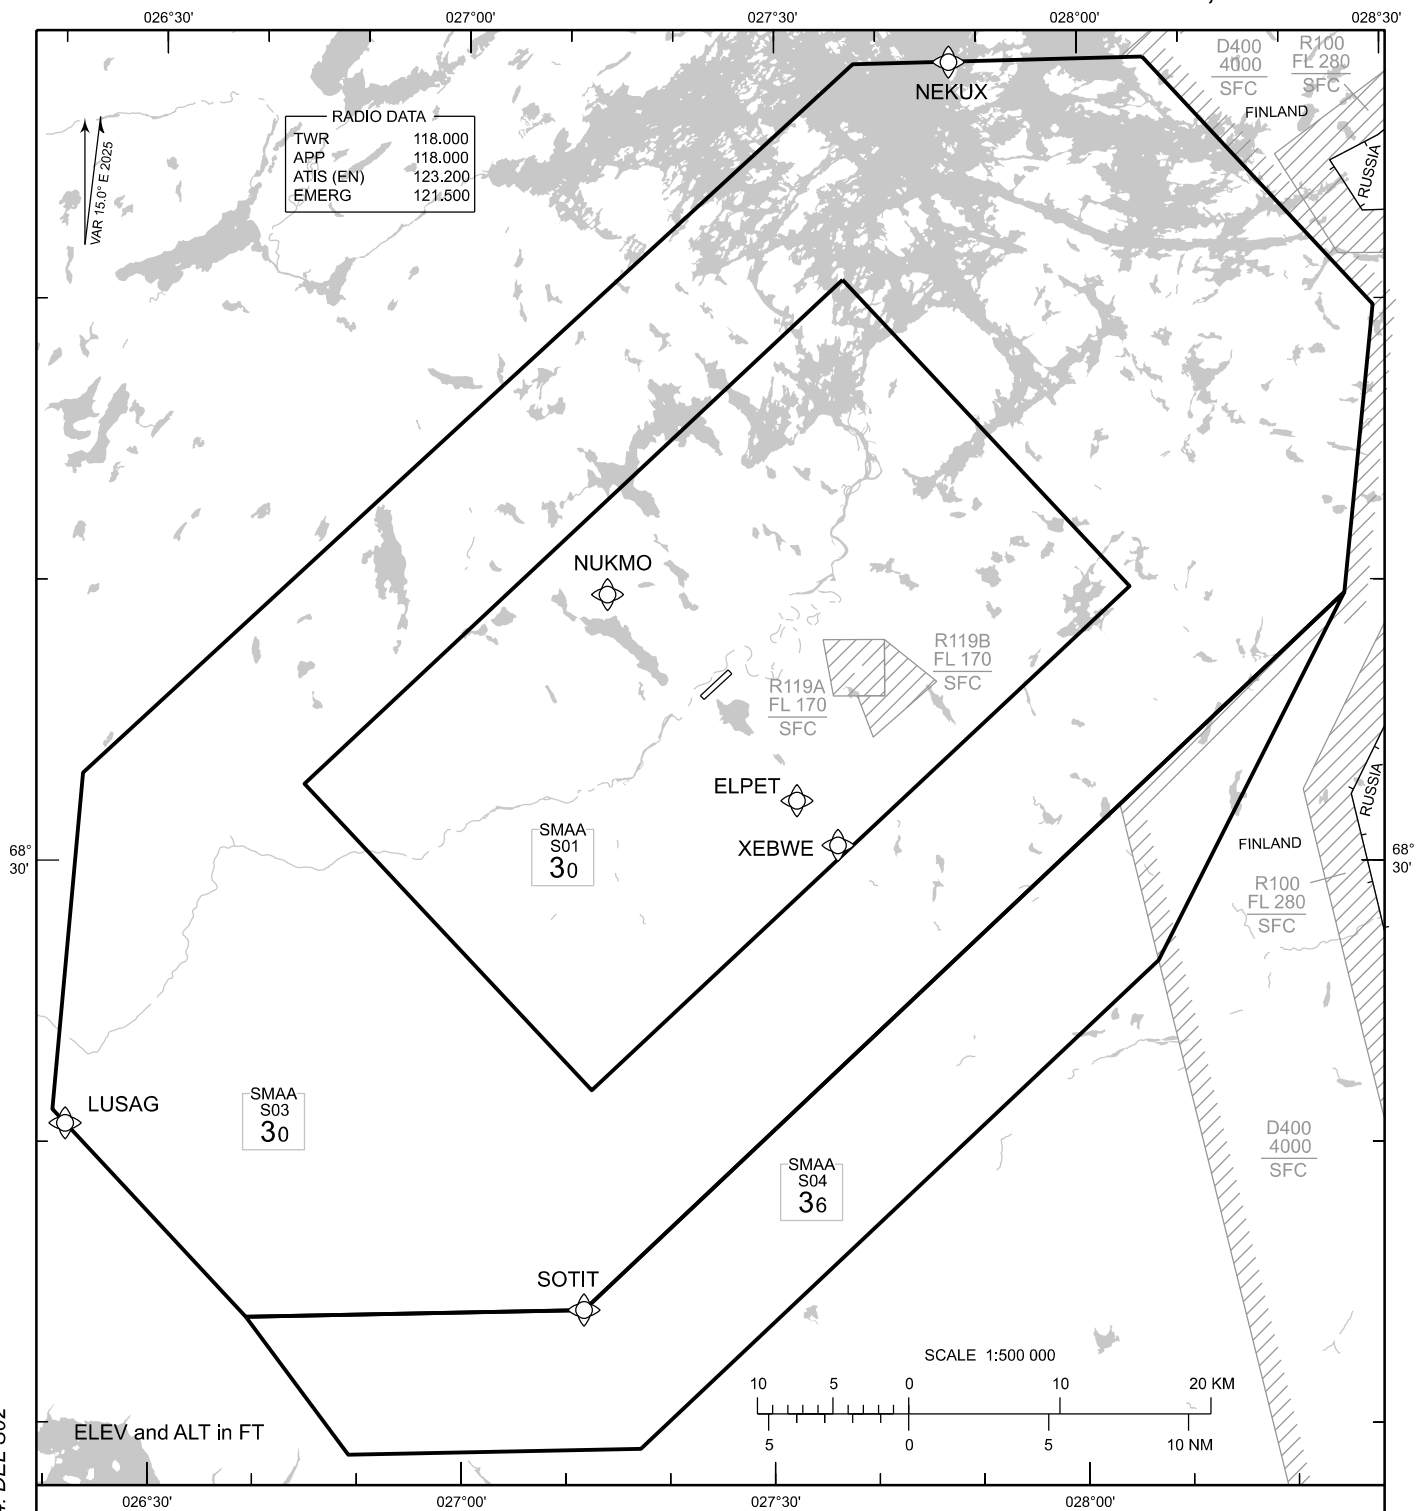 026°30'
027°00'
027°30'
028°00'
028°30'
D400
4000
SFC
R100
FL 280
SFC
NEKUX
FINLAND
RUSSIA
RADIO DATA
TWR 118.000
APP 118.000
ATIS (EN) 123.200
EMERG 121.500
VAR 15.0° E 2025
NUKMO
R119B
FL 170
SFC
R119A
FL 170
SFC
ELPET
XEBWE
RUSSIA
SMAA
S01
30
68°
30'
68°
30'
FINLAND
R100
FL 280
SFC
LUSAG
SMAA
S03
30
D400
4000
SFC
SMAA
S04
36
SOTIT
SCALE 1:500 000
10 5 0 10 20 KM
5 0 5 10 NM
ELEV and ALT in FT
026°30'
027°00'
027°30'
028°00'